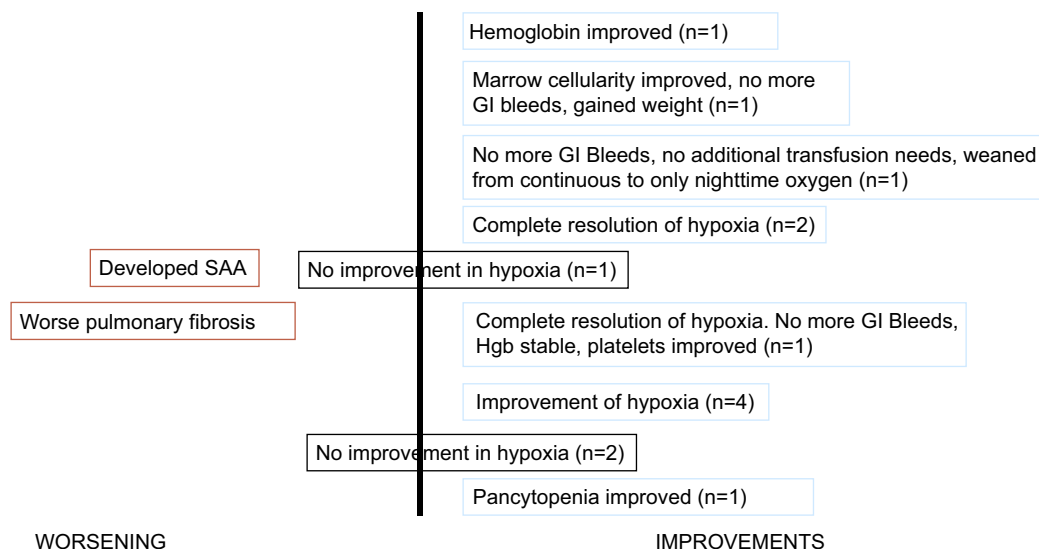 Hemoglobin improved (n=1)
Marrow cellularity improved, no more
GI bleeds, gained weight (n=1)
No more GI Bleeds, no additional transfusion needs, weaned
from continuous to only nighttime oxygen (n=1)
Complete resolution of hypoxia (n=2)
Developed SAA
No improvement in hypoxia (n=1)
Worse pulmonary fibrosis
Complete resolution of hypoxia. No more GI Bleeds,
Hgb stable, platelets improved (n=1)
Improvement of hypoxia (n=4)
No improvement in hypoxia (n=2)
Pancytopenia improved (n=1)
WORSENING
IMPROVEMENTS